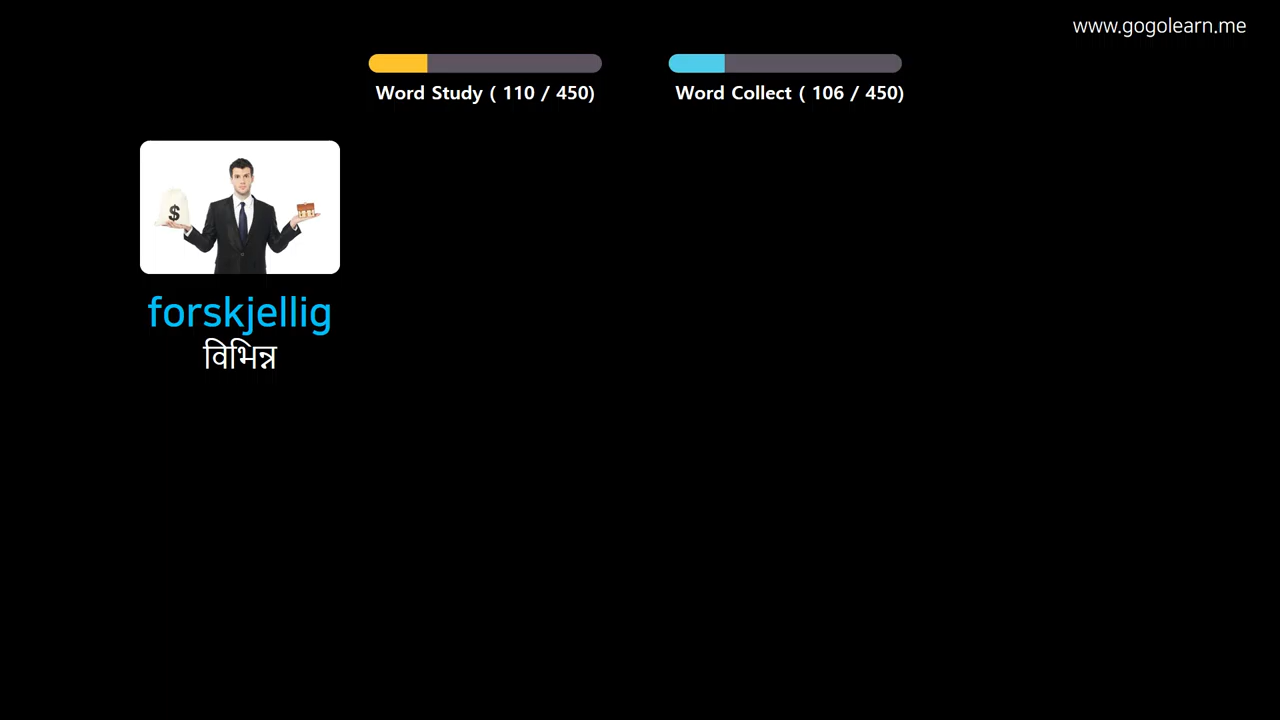 www.gogolearn.me
Word Study ( 110 / 450)
Word Collect ( 106 / 450)
$
forskjellig
विभिन्न